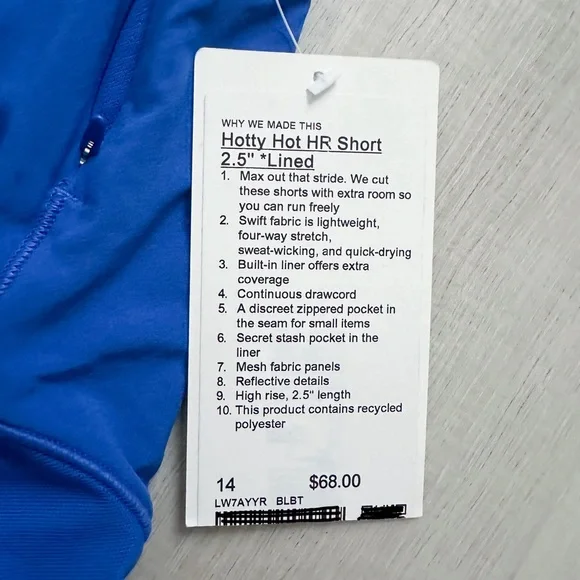 WHY WE MADE THIS
Hotty Hot HR Short
2.5" *Lined
1. Max out that stride. We cut
these shorts with extra room so
you can run freely
2. Swift fabric is lightweight,
four-way stretch,
sweat-wicking, and quick-drying
3. Built-in liner offers extra
coverage
4. Continuous drawcord
5. A discreet zippered pocket in
the seam for small items
6. Secret stash pocket in the
liner
7. Mesh fabric panels
8. Reflective details
9. High rise, 2.5" length
10. This product contains recycled
polyester
14 $68.00
LW7AYYR BLBT